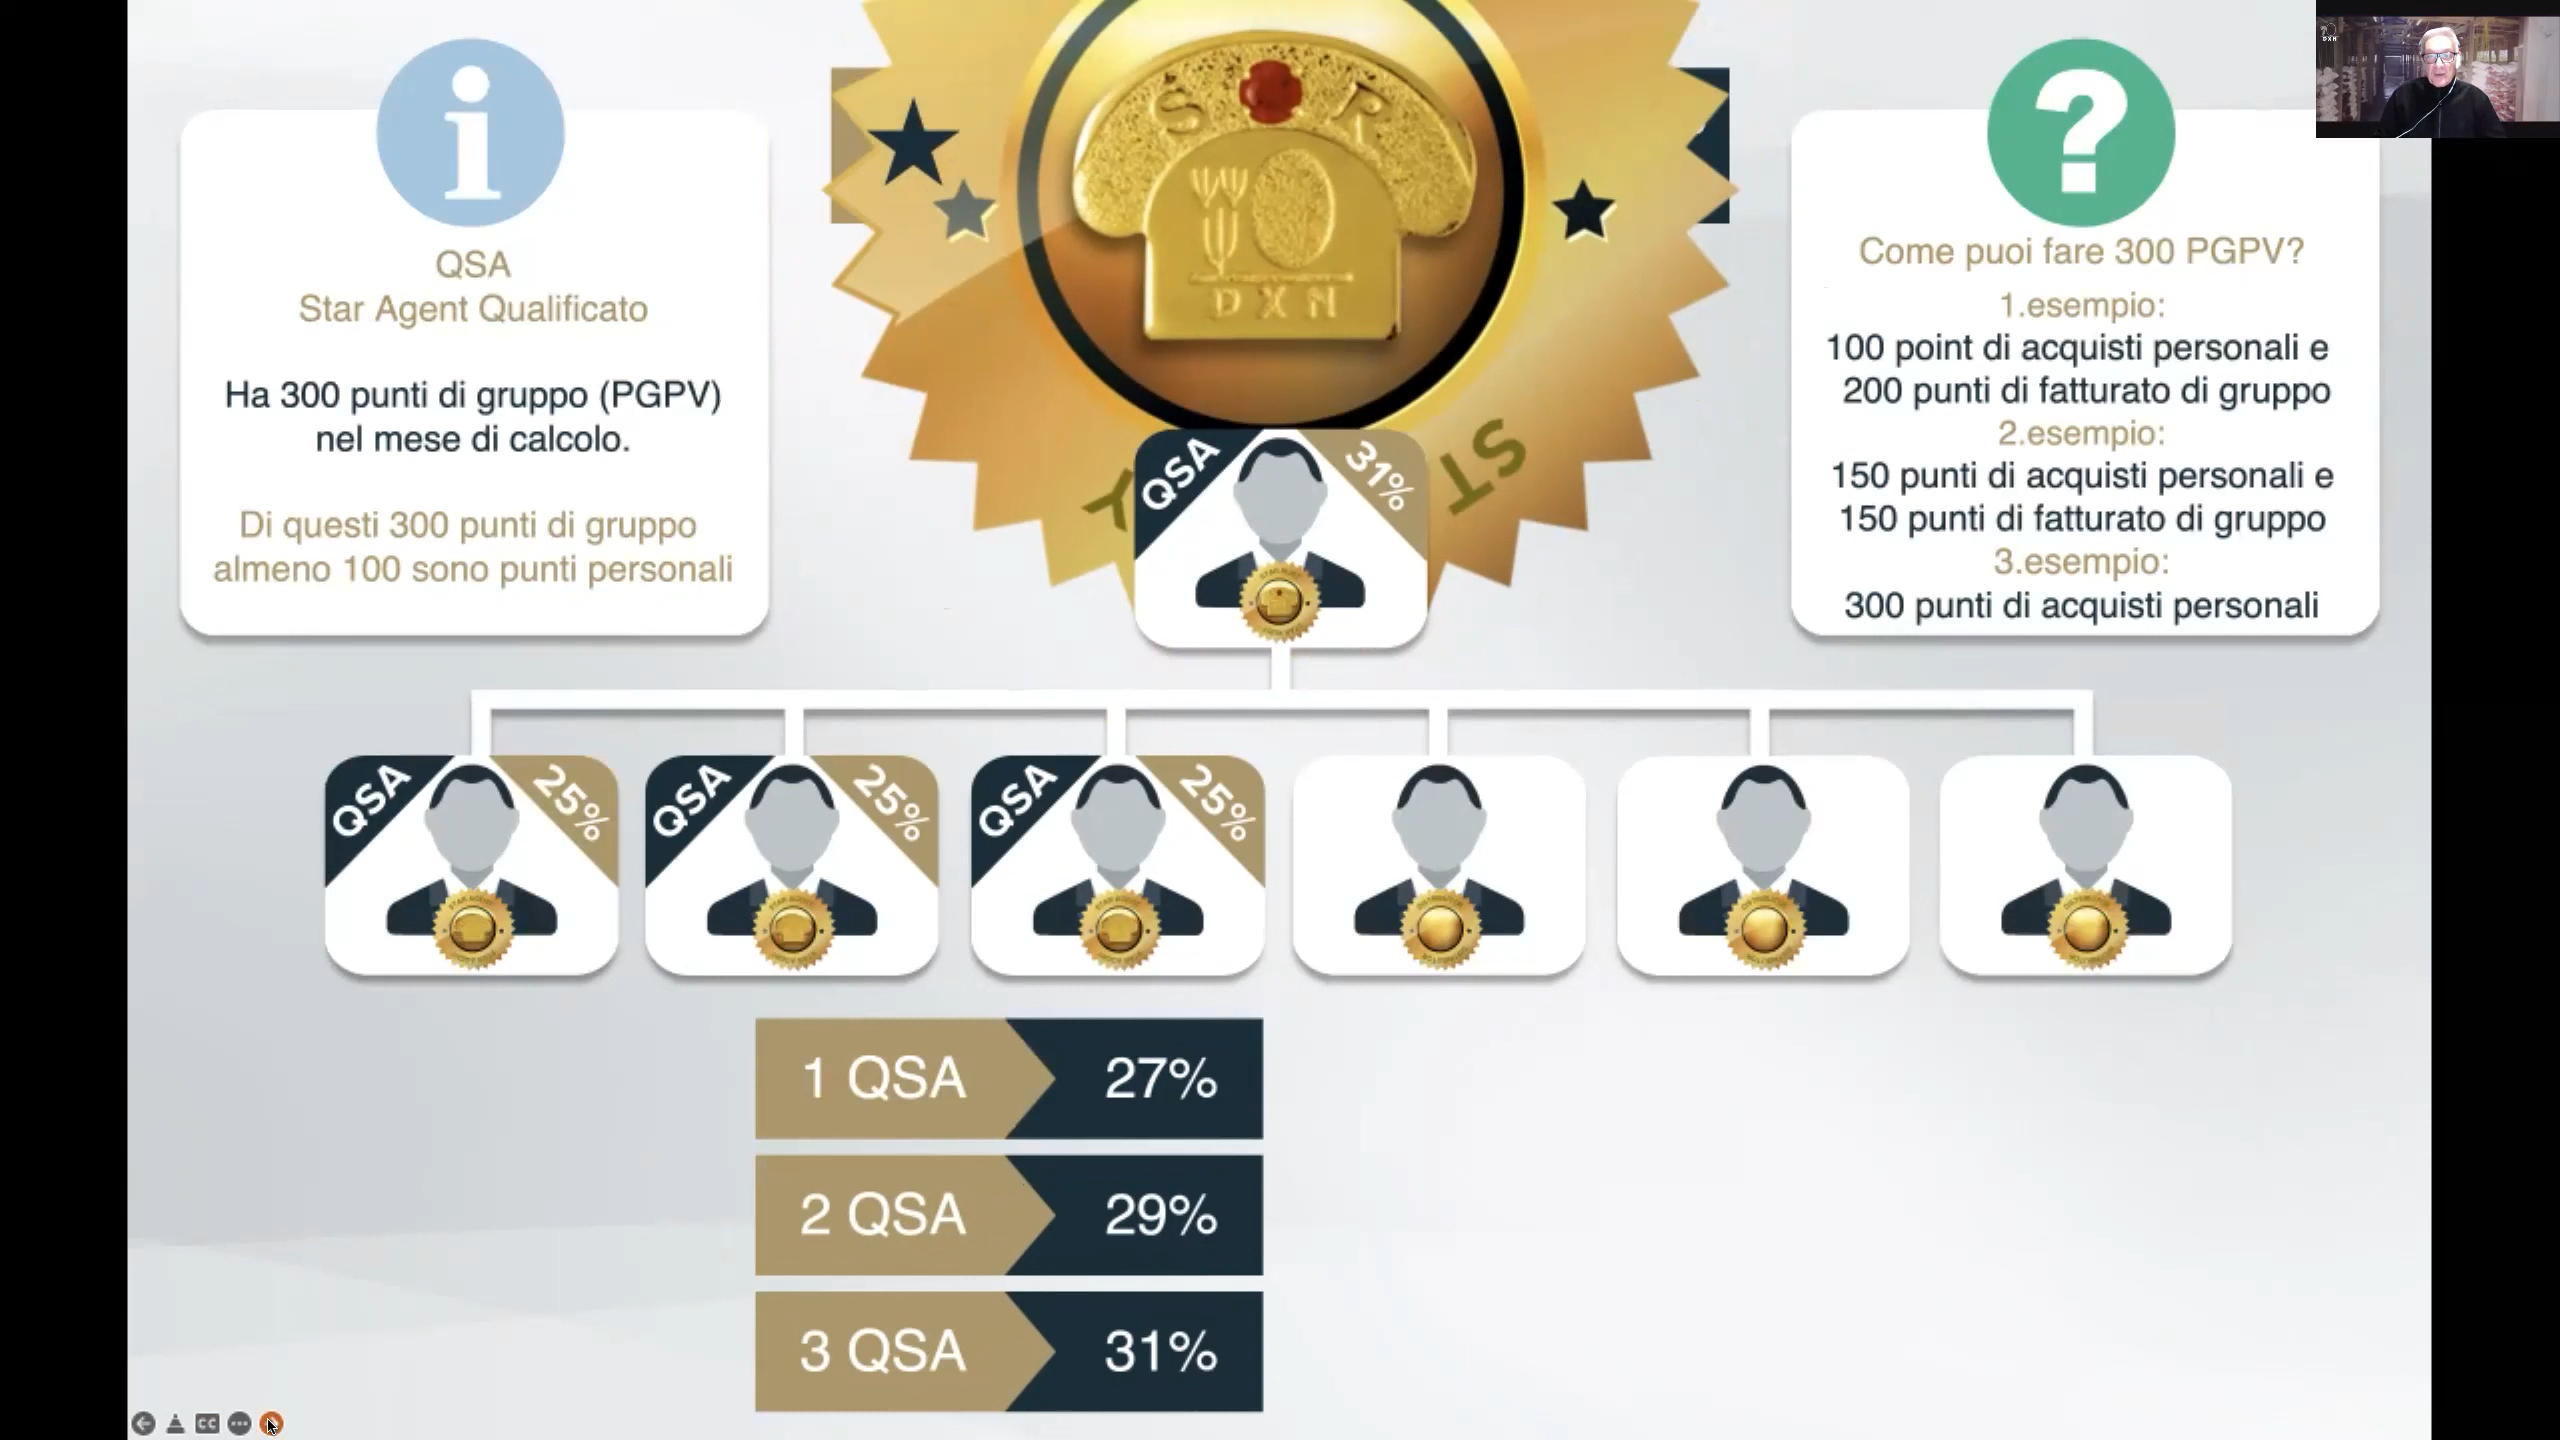 QSA
Star Agent Qualificato
Ha 300 punti di gruppo (PGPV)
nel mese di calcolo.
Di questi 300 punti di gruppo
almeno 100 sono punti personali
S R
DXN
ST
Y
Come puoi fare 300 PGPV?
1.esempio:
100 point di acquisti personali e
200 punti di fatturato di gruppo
2.esempio:
150 punti di acquisti personali e
150 punti di fatturato di gruppo
3.esempio:
300 punti di acquisti personali
QSA 31%
QSA 25%
QSA 25%
QSA 25%
1 QSA 27%
2 QSA 29%
3 QSA 31%
CC